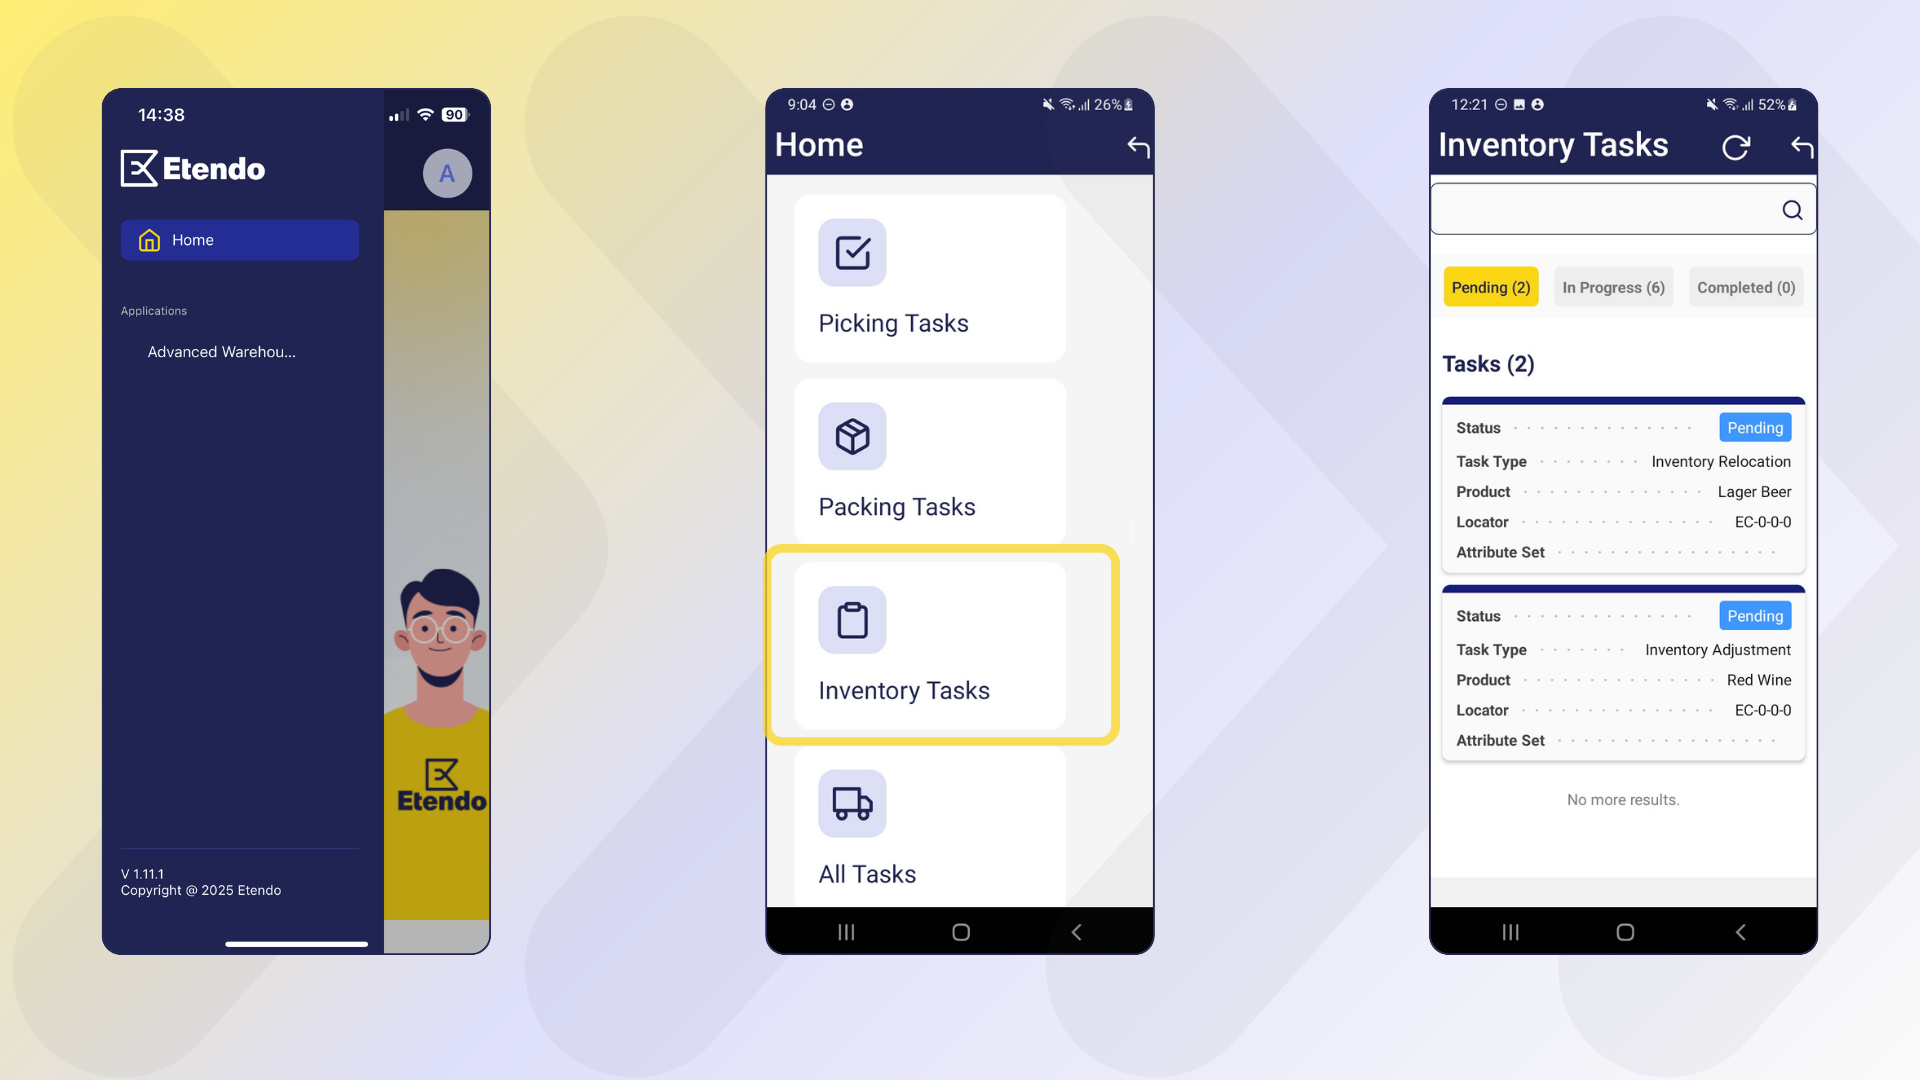 14:38
90
Etendo
A
Home
Applications
Advanced Warehou...
Etendo
V 1.11.1
Copyright @ 2025 Etendo
9:04
26%
Home
Picking Tasks
Packing Tasks
Inventory Tasks
All Tasks
12:21
52%
Inventory Tasks
Pending (2)
In Progress (6)
Completed (0)
Tasks (2)
Status Pending
Task Type Inventory Relocation
Product Lager Beer
Locator EC-0-0-0
Attribute Set
Status Pending
Task Type Inventory Adjustment
Product Red Wine
Locator EC-0-0-0
Attribute Set
No more results.